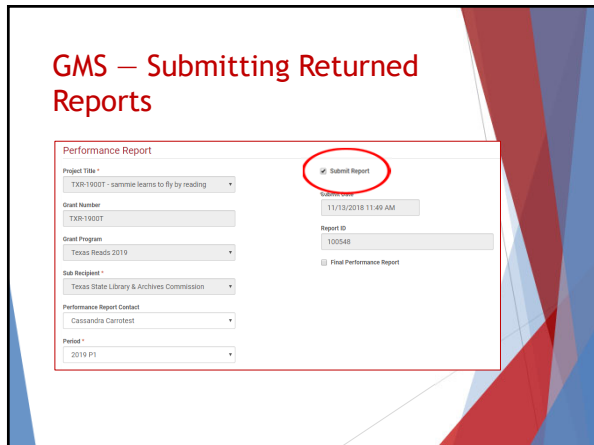 GMS — Submitting Returned
Reports
Performance Report
Project Title *
TXR-1900T - sammie learns to fly by reading
Grant Number
TXR-1900T
Grant Program
Texas Reads 2019
Sub Recipient *
Texas State Library & Archives Commission
Performance Report Contact
Cassandra Carrotest
Period *
2019 P1
Submit Report
Submit Date
11/13/2018 11:49 AM
Report ID
100548
Final Performance Report